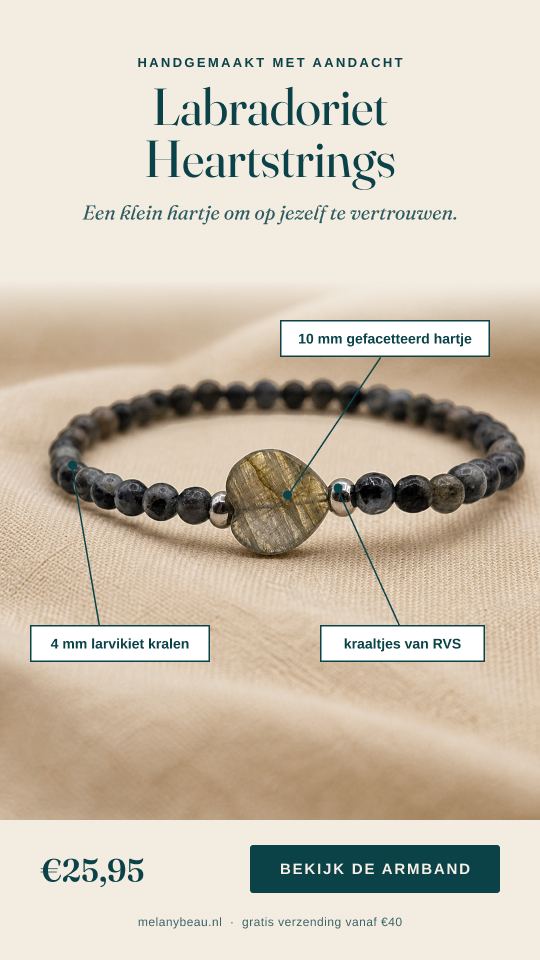 HANDGEMAAKT MET AANDACHT
Labradoriet
Heartstrings
Een klein hartje om op jezelf te vertrouwen.
10 mm gefacetteerd hartje
4 mm larvikiet kralen
kraaltjes van RVS
€25,95
BEKIJK DE ARMBAND
melanybeau.nl · gratis verzending vanaf €40